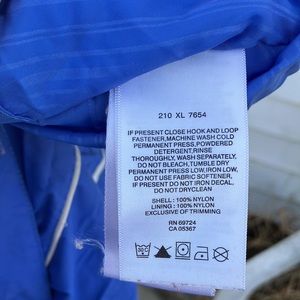 210 XL 7654
IF PRESENT CLOSE HOOK AND LOOP
FASTENER,MACHINE WASH COLD
PERMANENT PRESS,POWDERED
DETERGENT,RINSE
THOROUGHLY, WASH SEPARATELY,
DO NOT BLEACH, TUMBLE DRY
PERMANENT PRESS LOW, IRON LOW,
DO NOT USE FABRIC SOFTENER,
IF PRESENT DO NOT IRON DECAL,
DO NOT DRYCLEAN
SHELL : 100% NYLON
LINING : 100% NYLON
EXCLUSIVE OF TRIMMING
RN 69724
CA 05367